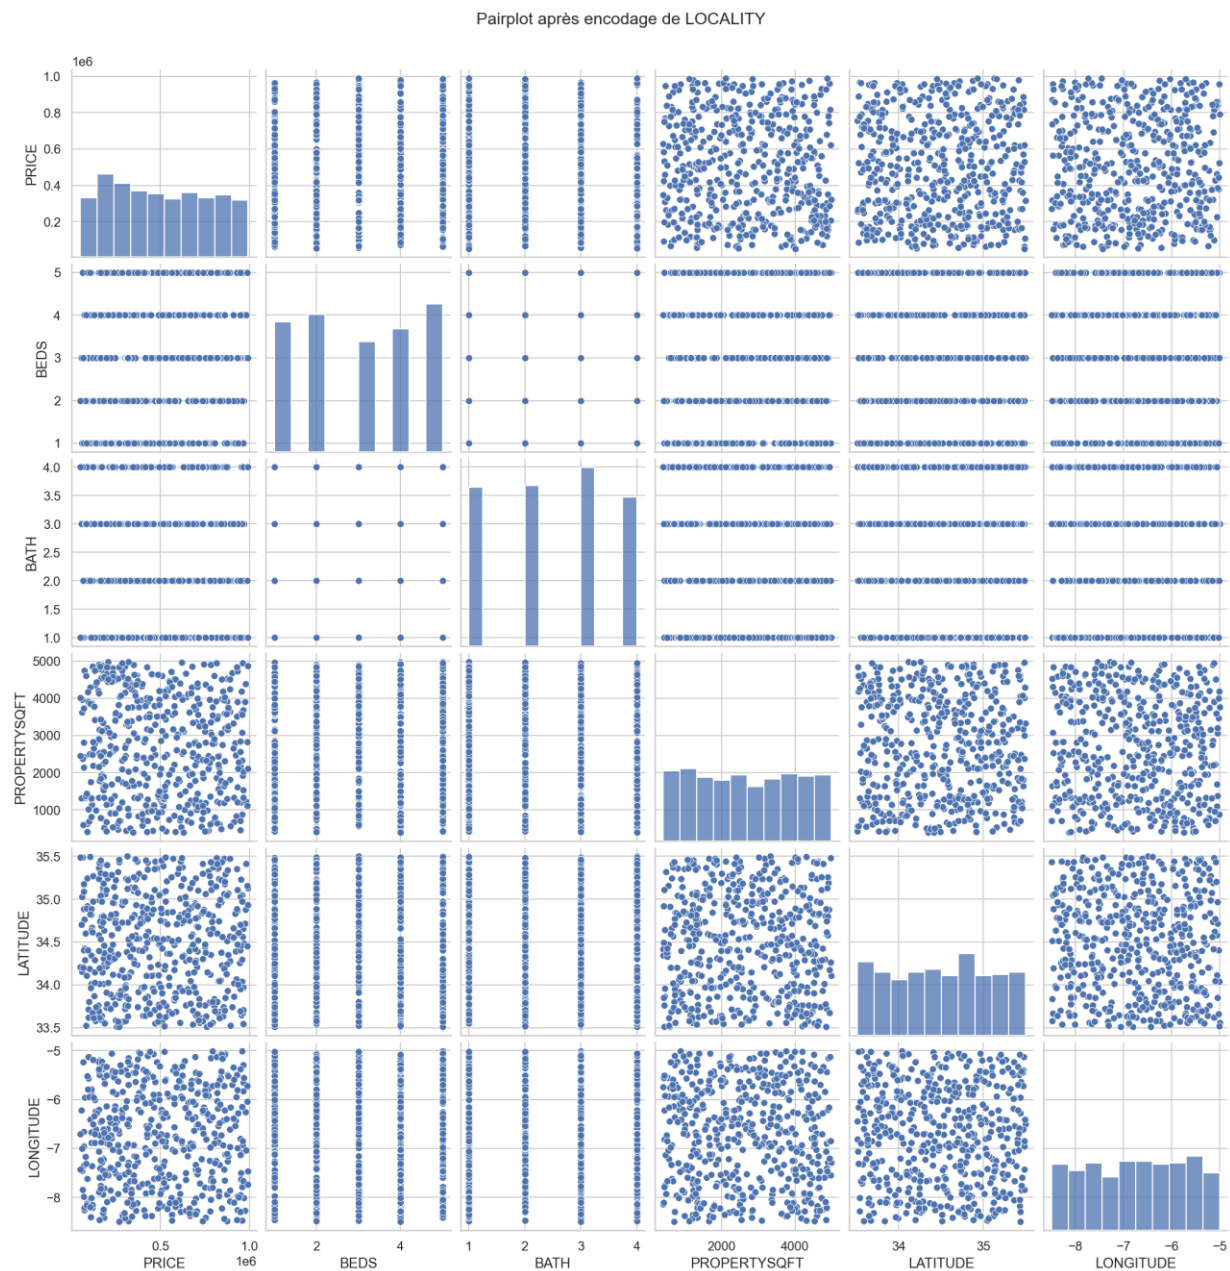 Pairplot après encodage de LOCALITY
1e6
1.0
0.8
0.6
0.4
0.2
PRICE
5
4
3
2
1
BEDS
4.0
3.5
3.0
2.5
2.0
1.5
1.0
BATH
5000
4000
3000
2000
1000
PROPERTYSQFT
35.5
35.0
34.5
34.0
33.5
LATITUDE
−5
−6
−7
−8
LONGITUDE
0.5 1.0
1e6
PRICE
2 4
BEDS
1 2 3 4
BATH
2000 4000
PROPERTYSQFT
34 35
LATITUDE
−8 −7 −6 −5
LONGITUDE